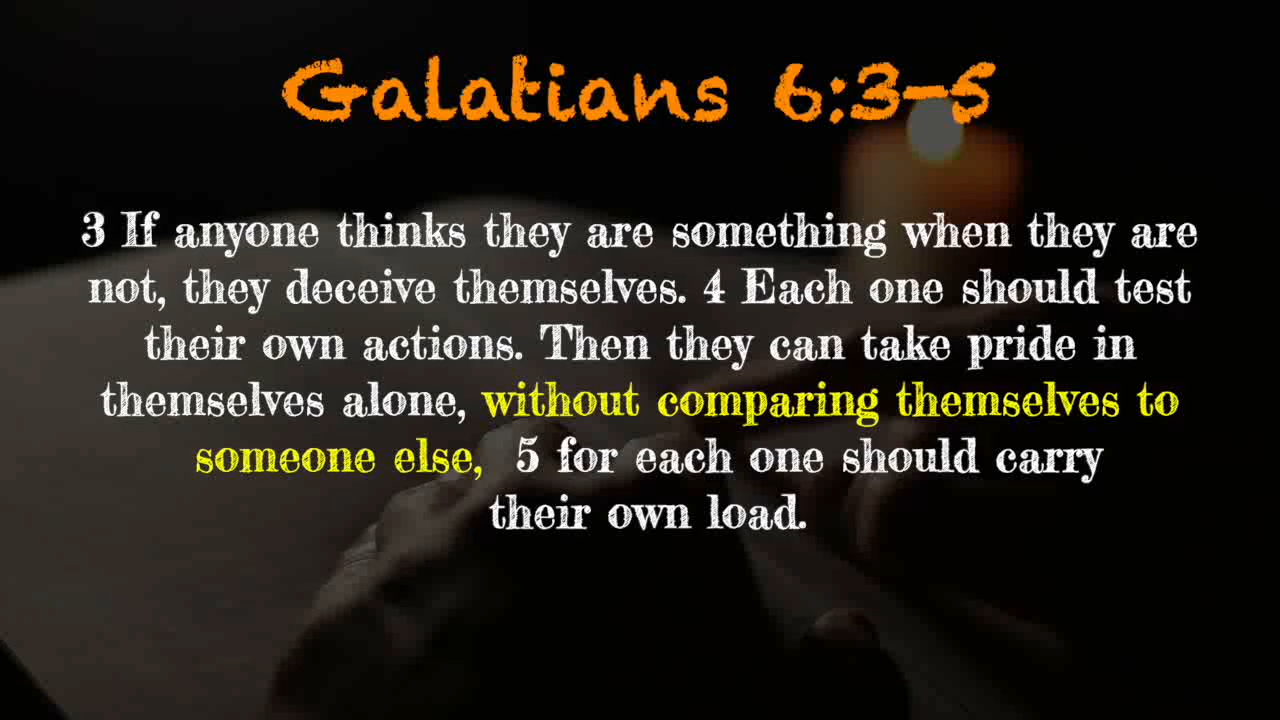 Galatians 6:3-5
3 If anyone thinks they are something when they are
not, they deceive themselves. 4 Each one should test
their own actions. Then they can take pride in
themselves alone, without comparing themselves to
someone else, 5 for each one should carry
their own load.